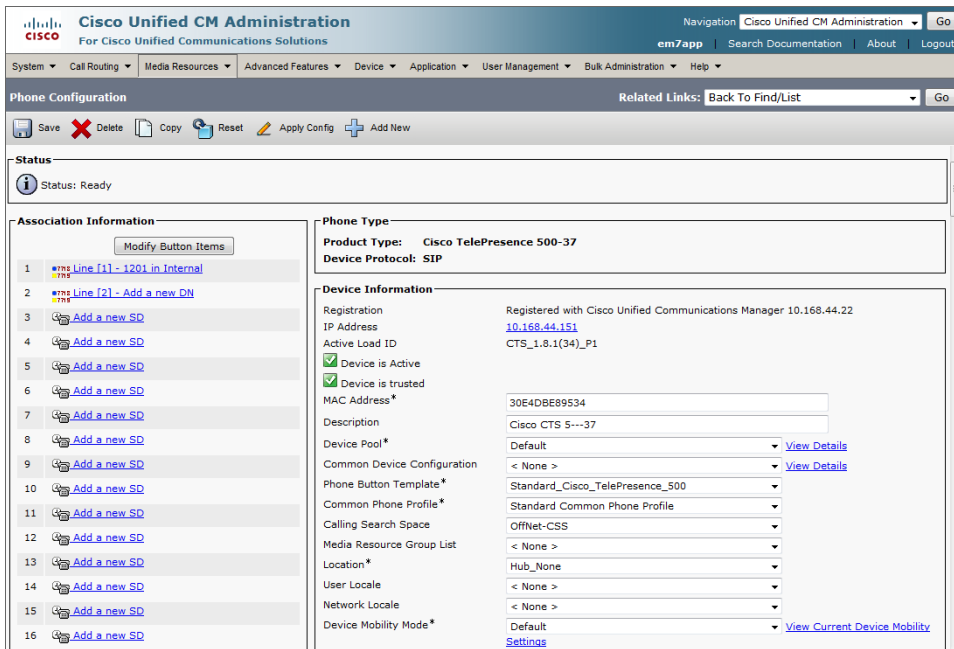 Cisco Unified CM Administration
For Cisco Unified Communications Solutions
CISCO
Navigation Cisco Unified CM Administration Go
em7app | Search Documentation | About | Logout
System Call Routing Media Resources Advanced Features Device Application User Management Bulk Administration Help
Phone Configuration
Related Links: Back To Find/List Go
Save Delete Copy Reset Apply Config Add New
Status
Status: Ready
Association Information
Modify Button Items
1 Line [1] - 1201 in Internal
2 Line [2] - Add a new DN
3 Add a new SD
4 Add a new SD
5 Add a new SD
6 Add a new SD
7 Add a new SD
8 Add a new SD
9 Add a new SD
10 Add a new SD
11 Add a new SD
12 Add a new SD
13 Add a new SD
14 Add a new SD
15 Add a new SD
16 Add a new SD
Phone Type
Product Type: Cisco TelePresence 500-37
Device Protocol: SIP
Device Information
Registration Registered with Cisco Unified Communications Manager 10.168.44.22
IP Address 10.168.44.151
Active Load ID CTS_1.8.1(34)_P1
Device is Active
Device is trusted
MAC Address* 30E4DBE89534
Description Cisco CTS 5---37
Device Pool* Default View Details
Common Device Configuration < None > View Details
Phone Button Template* Standard_Cisco_TelePresence_500
Common Phone Profile* Standard Common Phone Profile
Calling Search Space OffNet-CSS
Media Resource Group List < None >
Location* Hub_None
User Locale < None >
Network Locale < None >
Device Mobility Mode* Default View Current Device Mobility
Settings